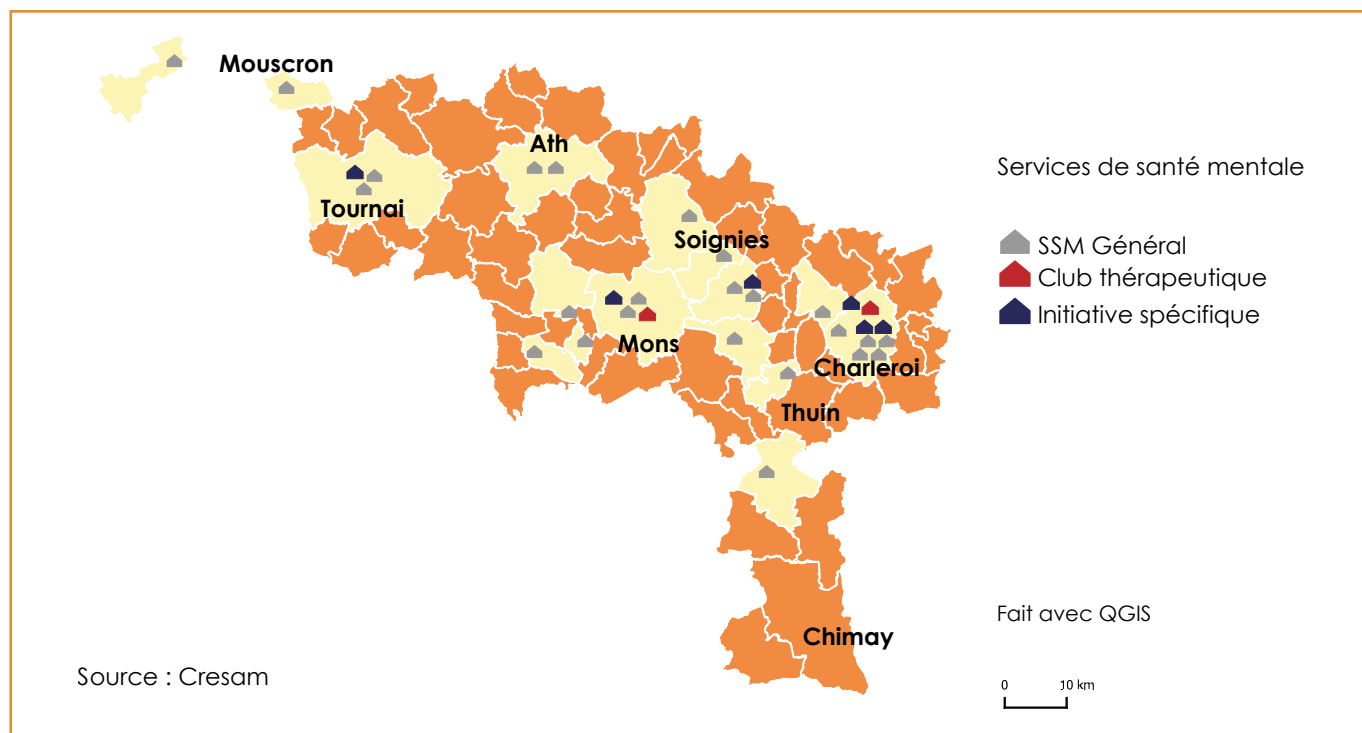 Mouscron
Ath
Tournai
Soignies
Mons
Charleroi
Thuin
Chimay
Services de santé mentale
SSM Général
Club thérapeutique
Initiative spécifique
Fait avec QGIS
0 10 km
Source : Cresam